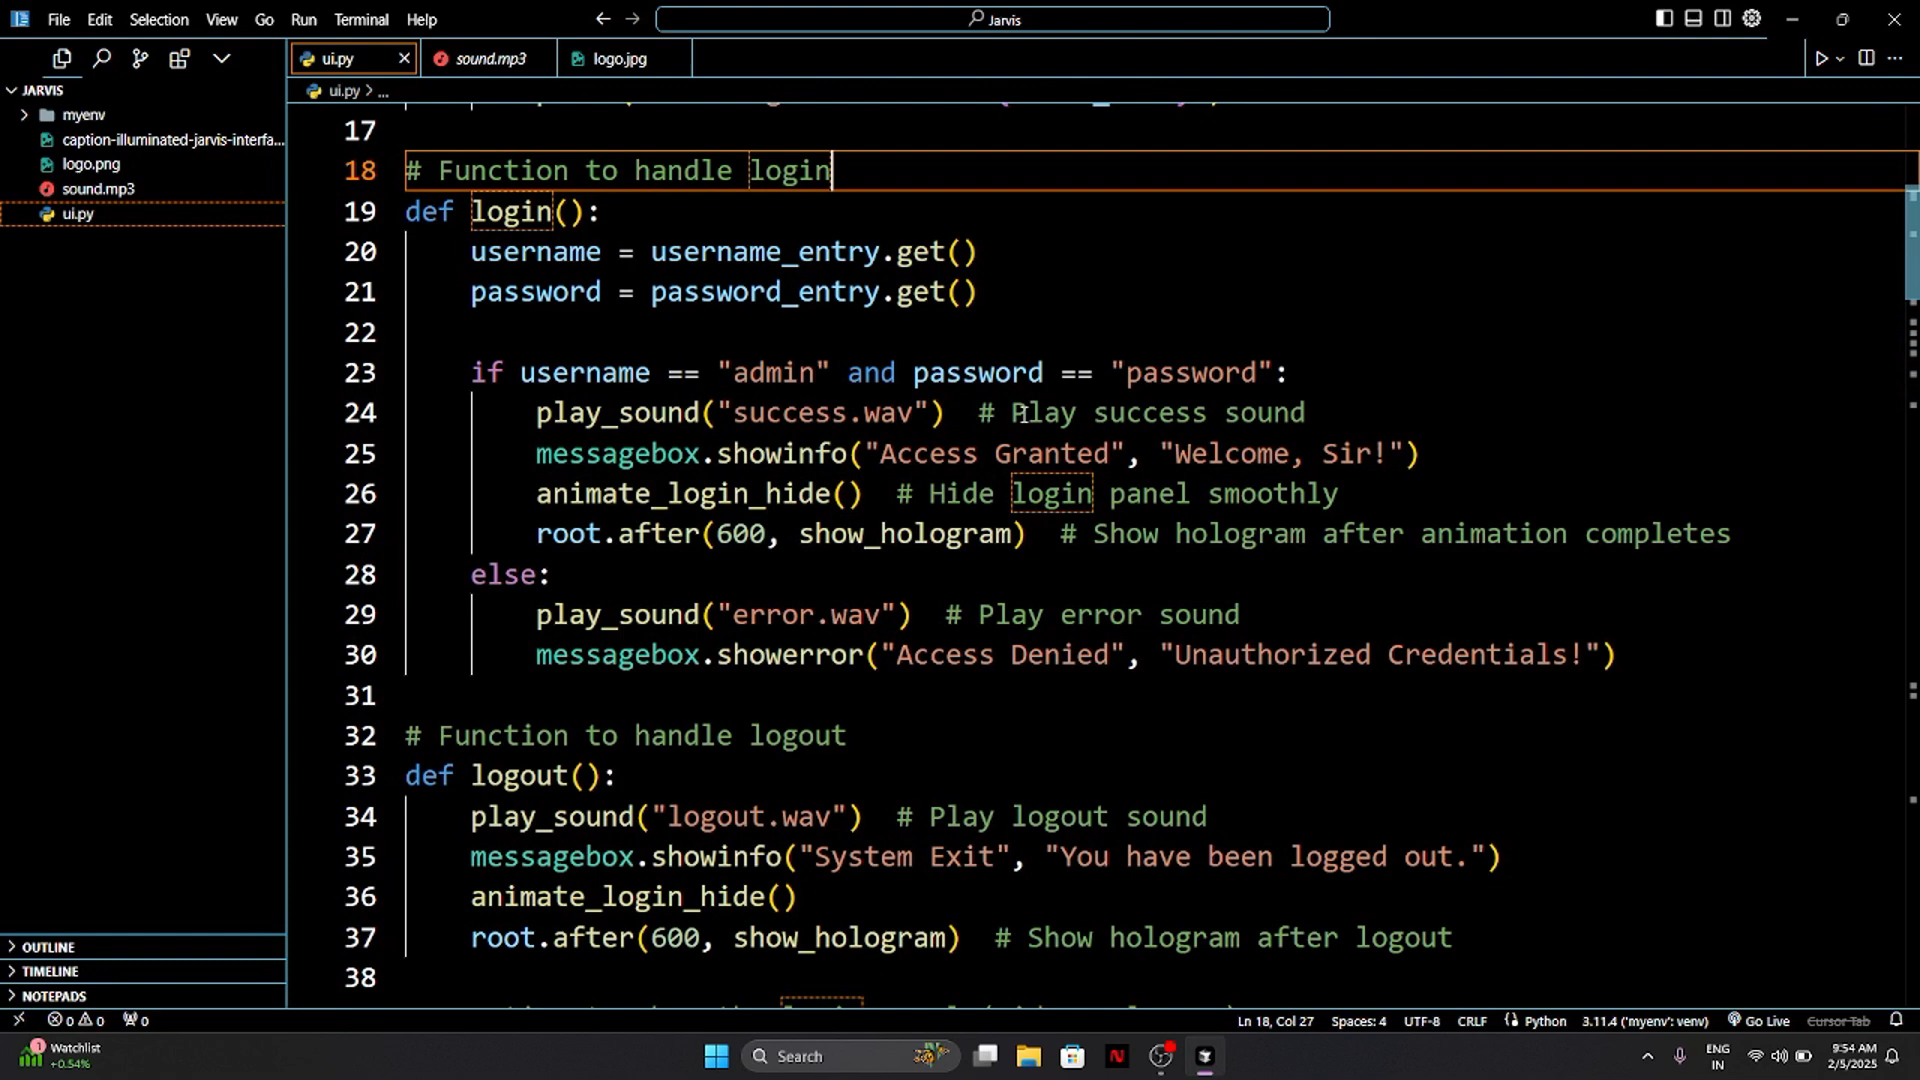 File Edit Selection View Go Run Terminal Help
Jarvis
ui.py
sound.mp3
logo.jpg
JARVIS
ui.py > ...
myenv
caption-illuminated-jarvis-interfa...
logo.png
sound.mp3
ui.py
17
18 # Function to handle login
19 def login():
20 username = username_entry.get()
21 password = password_entry.get()
22
23 if username == "admin" and password == "password":
24 play_sound("success.wav") # Play success sound
25 messagebox.showinfo("Access Granted", "Welcome, Sir!")
26 animate_login_hide() # Hide login panel smoothly
27 root.after(600, show_hologram) # Show hologram after animation completes
28 else:
29 play_sound("error.wav") # Play error sound
30 messagebox.showerror("Access Denied", "Unauthorized Credentials!")
31
32 # Function to handle logout
33 def logout():
34 play_sound("logout.wav") # Play logout sound
35 messagebox.showinfo("System Exit", "You have been logged out.")
36 animate_login_hide()
37 root.after(600, show_hologram) # Show hologram after logout
38
OUTLINE
TIMELINE
NOTEPADS
0 0 0
Ln 18, Col 27 Spaces: 4 UTF-8 CRLF Python 3.11.4 ('myenv': venv) Go Live Cursor Tab
1
Watchlist
+0.54%
Search
ENG
IN
9:54 AM
2/5/2025